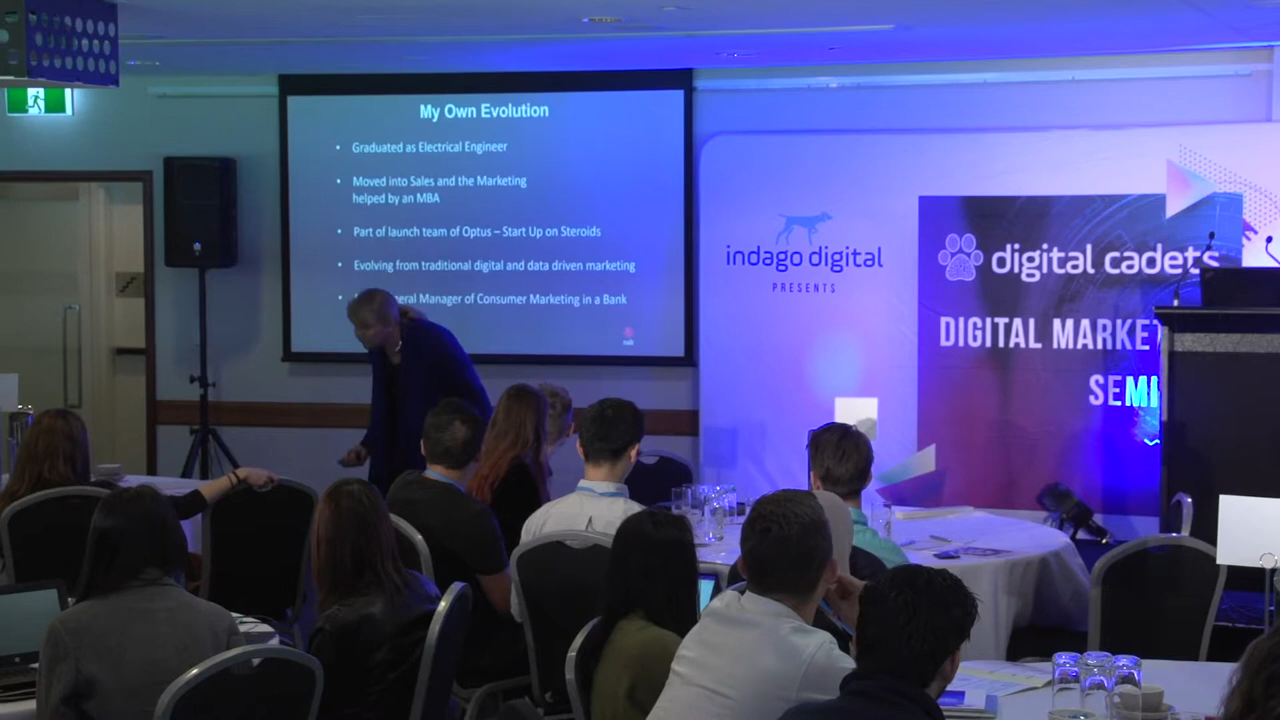 My Own Evolution
• Graduated as Electrical Engineer
• Moved into Sales and the Marketing
helped by an MBA
• Part of launch team of Optus – Start Up on Steroids
• Evolving from traditional digital and data driven marketing
General Manager of Consumer Marketing in a Bank
nab
indago digital
PRESENTS
digital cadets
DIGITAL MARKET
SEMI